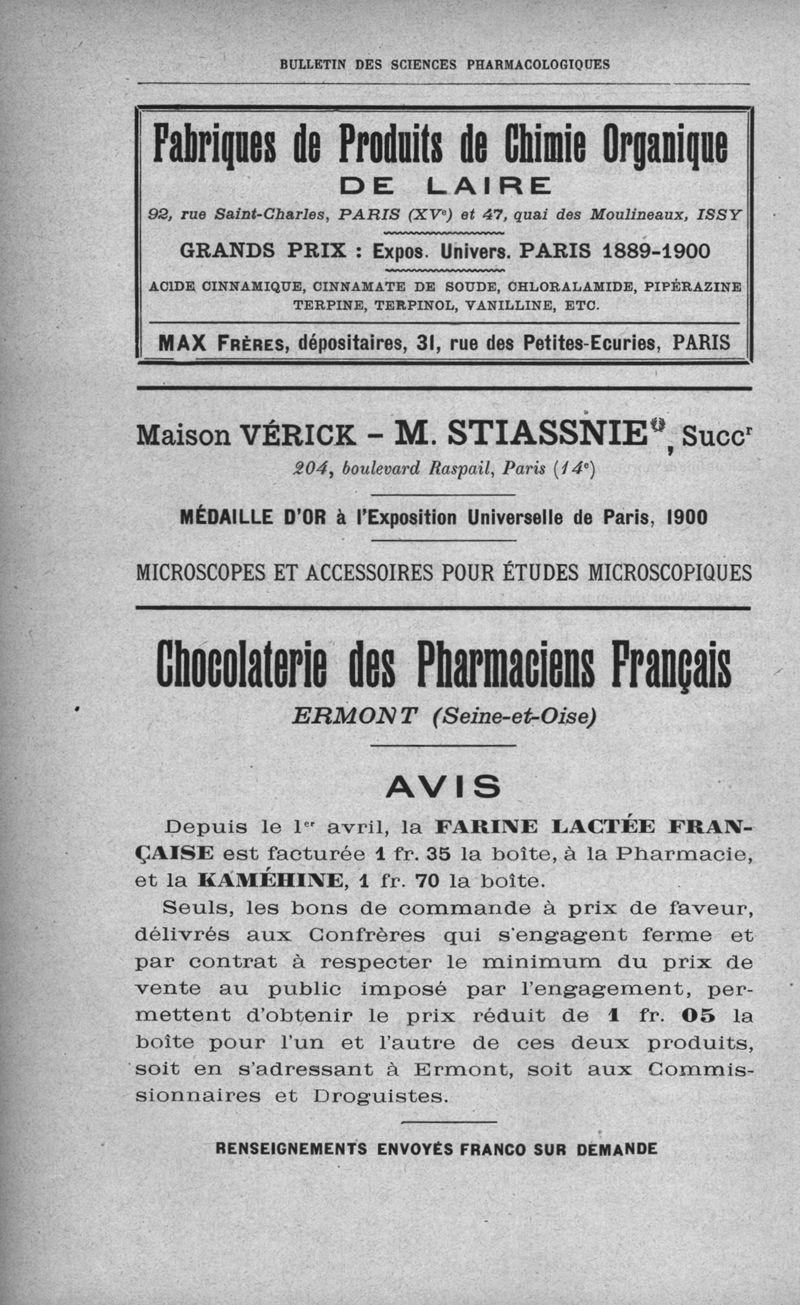 BULLETIN DES SCIENCES PHARMACOLOGIQUES
Fabriques de Produits de Chimie Organique
DE LAIRE
92, rue Saint-Charles, PARIS (XVe) et 47, quai des Moulineaux, ISSY
GRANDS PRIX : Expos. Univers. PARIS 1889-1900
ACIDE CINNAMIQUE, CINNAMATE DE SOUDE, CHLORALAMIDE, PIPÉRAZINE
TERPINE, TERPINOL, VANILLINE, ETC.
MAX FRÈRES, dépositaires, 31, rue des Petites-Ecuries, PARIS
Maison VÉRICK – M. STIASSNIE, Succr
204, boulevard Raspail, Paris (14e)
MÉDAILLE D'OR à l'Exposition Universelle de Paris, 1900
MICROSCOPES ET ACCESSOIRES POUR ÉTUDES MICROSCOPIQUES
Chocolaterie des Pharmaciens Français
ERMONT (Seine-et-Oise)
AVIS
Depuis le 1er avril, la FARINE LACTÉE FRAN-
ÇAISE est facturée 1 fr. 35 la boîte, à la Pharmacie,
et la KAMÉHINE, 1 fr. 70 la boîte.
Seuls, les bons de commande à prix de faveur,
délivrés aux Confrères qui s'engagent ferme et
par contrat à respecter le minimum du prix de
vente au public imposé par l'engagement, per-
mettent d'obtenir le prix réduit de 1 fr. 05 la
boîte pour l'un et l'autre de ces deux produits,
soit en s'adressant à Ermont, soit aux Commis-
sionnaires et Droguistes.
RENSEIGNEMENTS ENVOYÉS FRANCO SUR DEMANDE